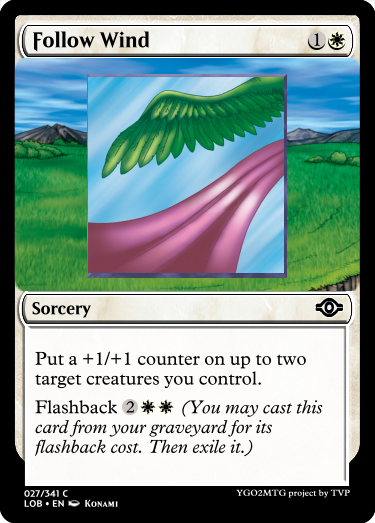 Follow Wind 1
Sorcery
Put a +1/+1 counter on up to two
target creatures you control.
Flashback 2 (You may cast this
card from your graveyard for its
flashback cost. Then exile it.)
027/341 C
LOB • EN Konami
YGO2MTG project by TVP